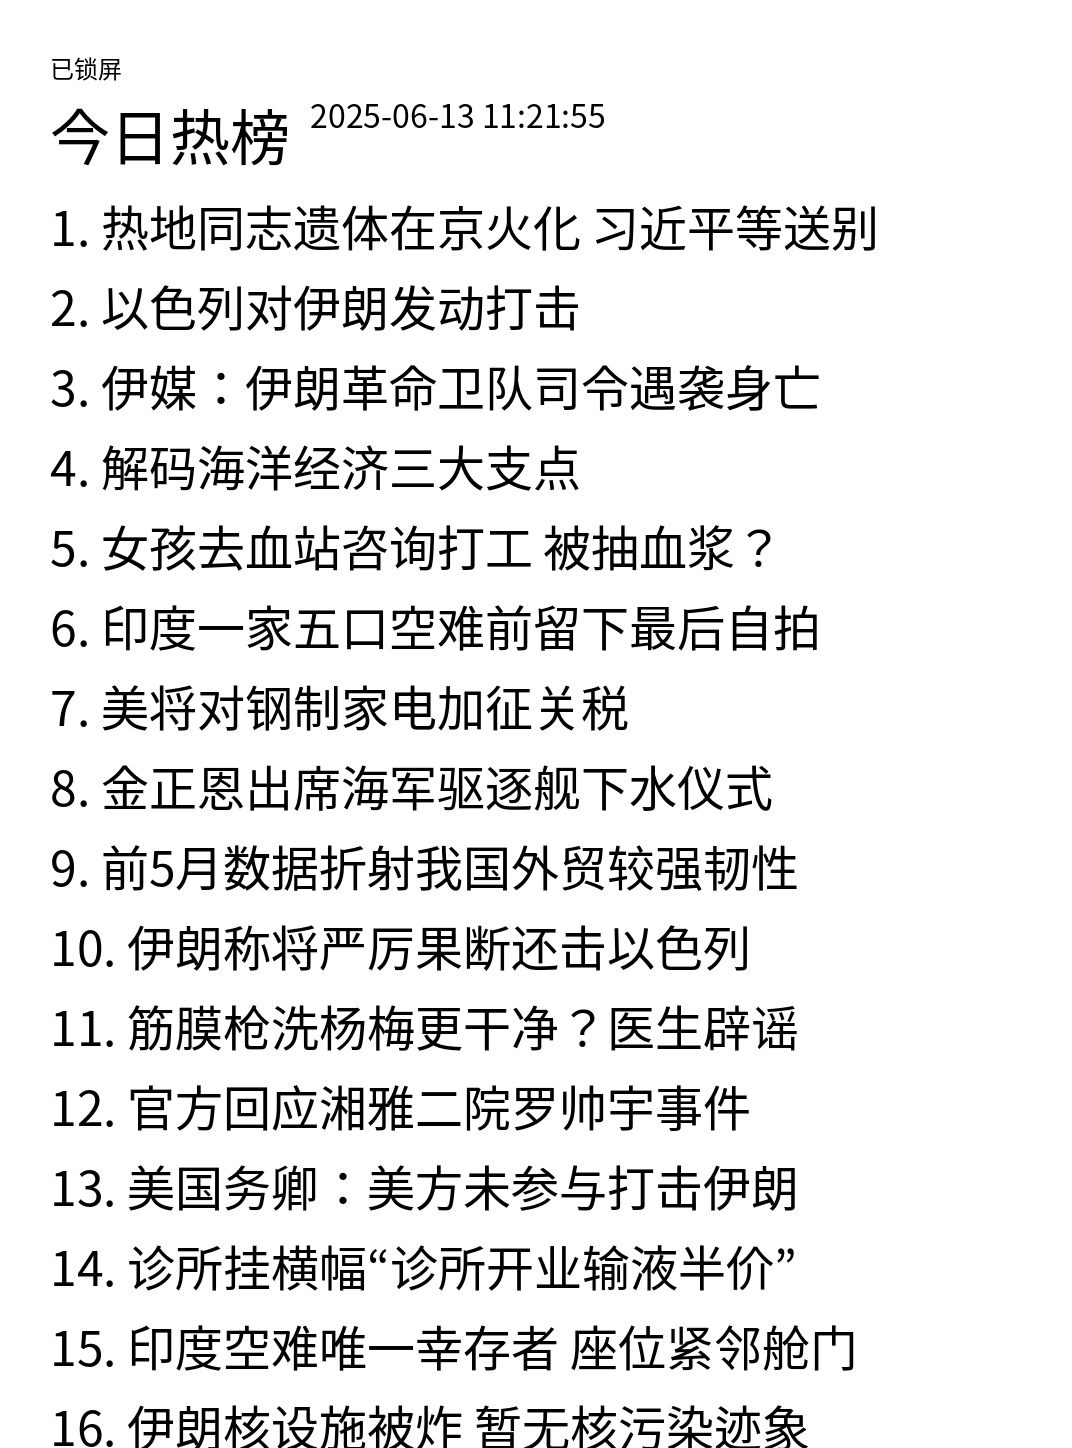 已锁屏
今日热榜 2025-06-13 11:21:55
1. 热地同志遗体在京火化 习近平等送别
2. 以色列对伊朗发动打击
3. 伊媒：伊朗革命卫队司令遇袭身亡
4. 解码海洋经济三大支点
5. 女孩去血站咨询打工 被抽血浆？
6. 印度一家五口空难前留下最后自拍
7. 美将对钢制家电加征关税
8. 金正恩出席海军驱逐舰下水仪式
9. 前5月数据折射我国外贸较强韧性
10. 伊朗称将严厉果断还击以色列
11. 筋膜枪洗杨梅更干净？医生辟谣
12. 官方回应湘雅二院罗帅宇事件
13. 美国务卿：美方未参与打击伊朗
14. 诊所挂横幅“诊所开业输液半价”
15. 印度空难唯一幸存者 座位紧邻舱门
16. 伊朗核设施被炸 暂无核污染迹象